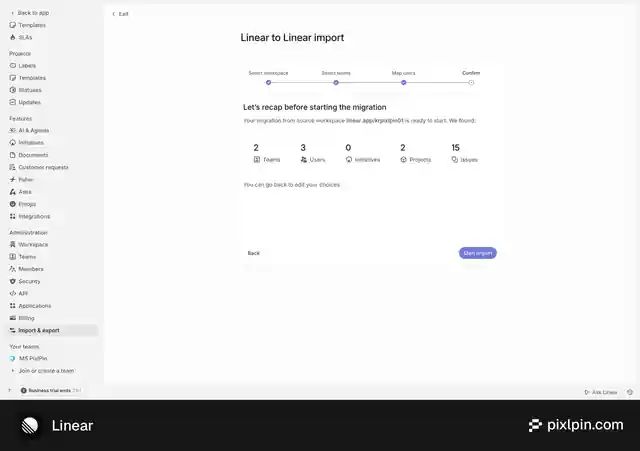 Back to app
Templates
SLAs
Projects
Labels
Templates
Statuses
Updates
Features
AI & Agents
Initiatives
Documents
Customer requests
Pulse
Asks
Emojis
Integrations
Administration
Workspace
Teams
Members
Security
API
Applications
Billing
Import & export
Your teams
MS PixlPin
Join or create a team
Business trial ends
Exit
Linear to Linear import
Select workspace
Select teams
Map users
Confirm
Let's recap before starting the migration
Your migration from source workspace linear.app/krpixlpin01 is ready to start. We found:
2 3 0 2 15
Teams Users Initiatives Projects Issues
You can go back to edit your choices
Back
Start import
Ask Linear
Linear
pixlpin.com